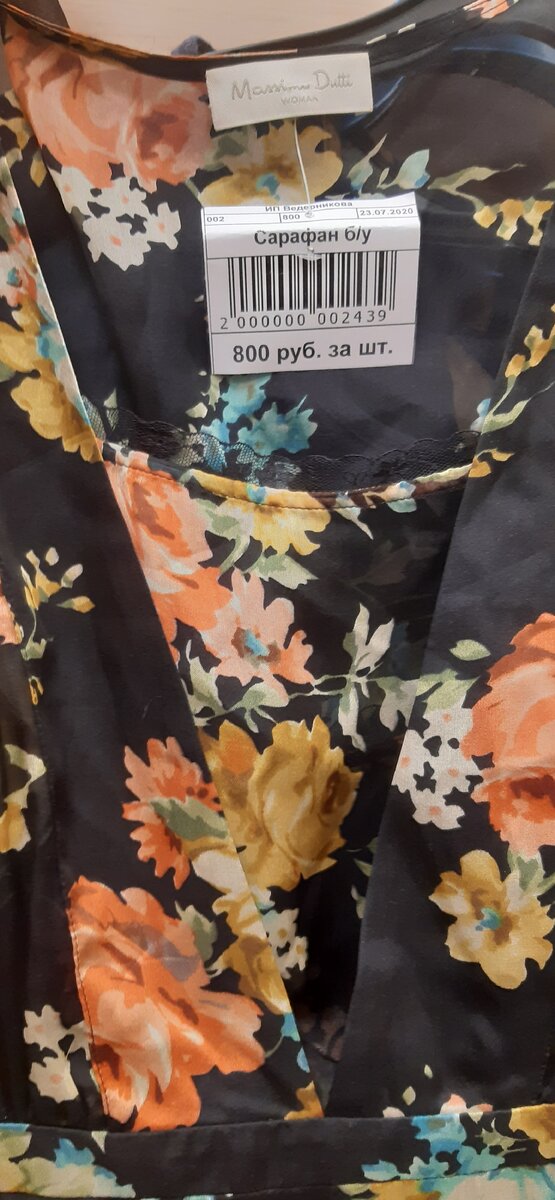 Massimo Dutti
WOMAN
ИП Ведерникова
002 800 23.07.2020
Сарафан б/у
2 000000 002439
800 руб. за шт.